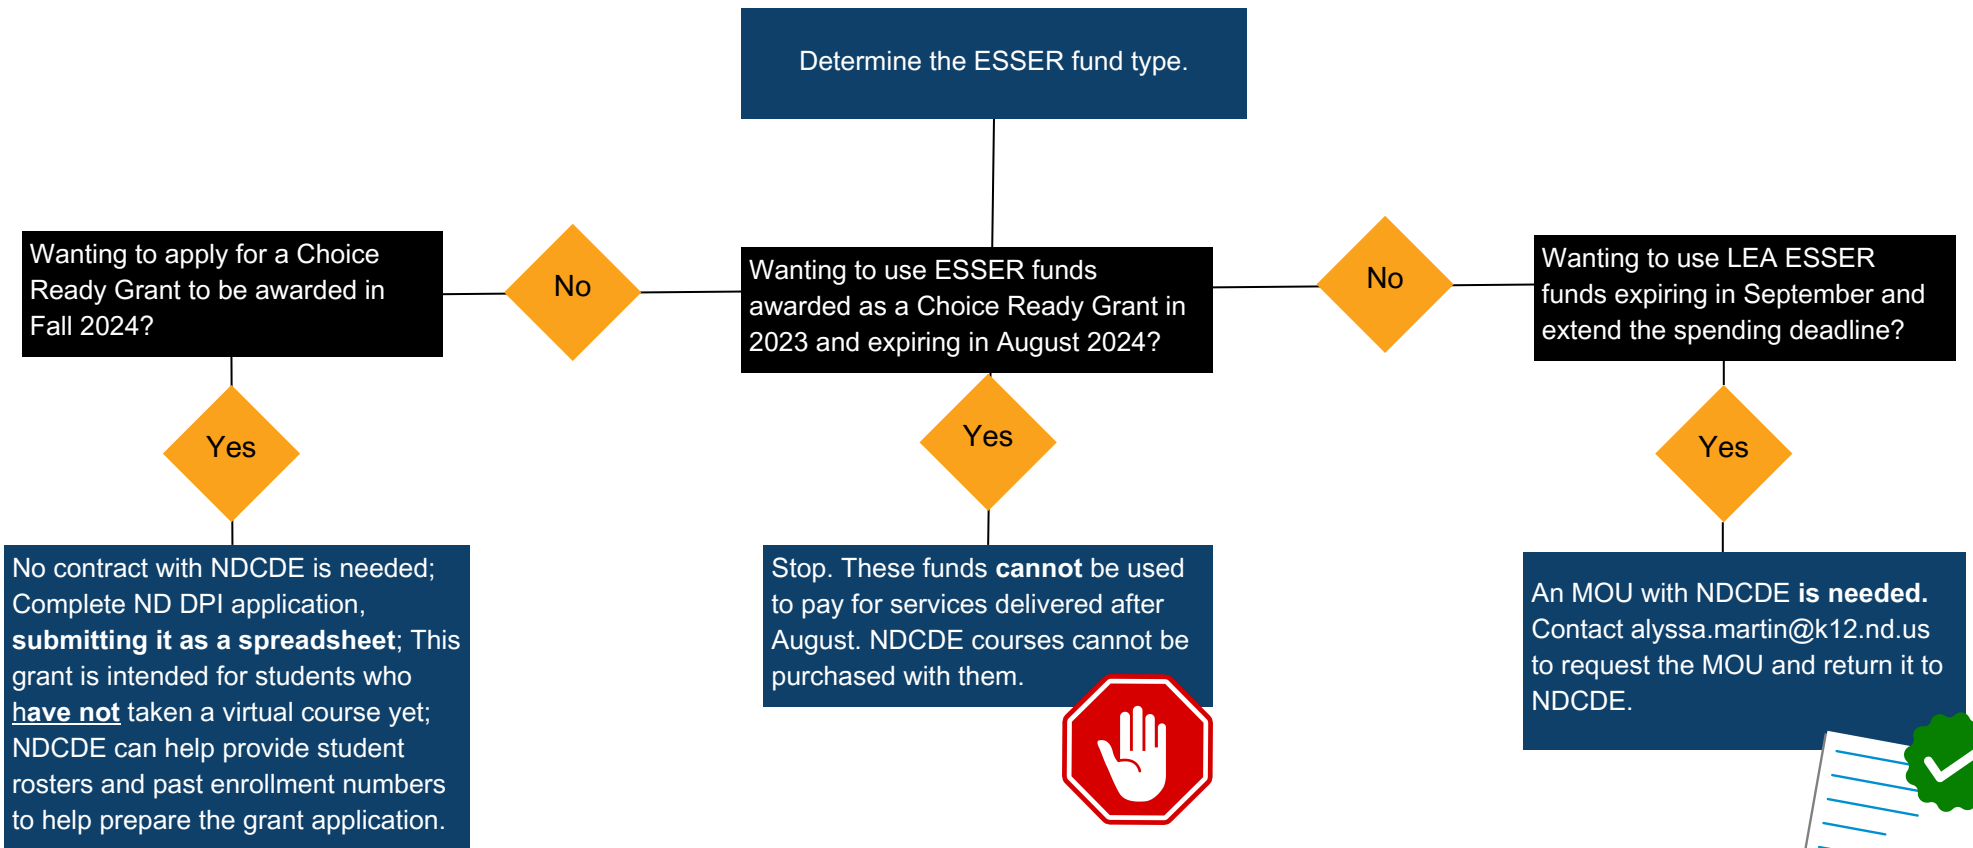 Determine the ESSER fund type.
Wanting to apply for a Choice
Ready Grant to be awarded in
Fall 2024?
No
Wanting to use ESSER funds
awarded as a Choice Ready Grant in
2023 and expiring in August 2024?
No
Wanting to use LEA ESSER
funds expiring in September and
extend the spending deadline?
Yes
Yes
Yes
No contract with NDCDE is needed;
Complete ND DPI application,
submitting it as a spreadsheet; This
grant is intended for students who
have not taken a virtual course yet;
NDCDE can help provide student
rosters and past enrollment numbers
to help prepare the grant application.
Stop. These funds cannot be used
to pay for services delivered after
August. NDCDE courses cannot be
purchased with them.
An MOU with NDCDE is needed.
Contact alyssa.martin@k12.nd.us
to request the MOU and return it to
NDCDE.